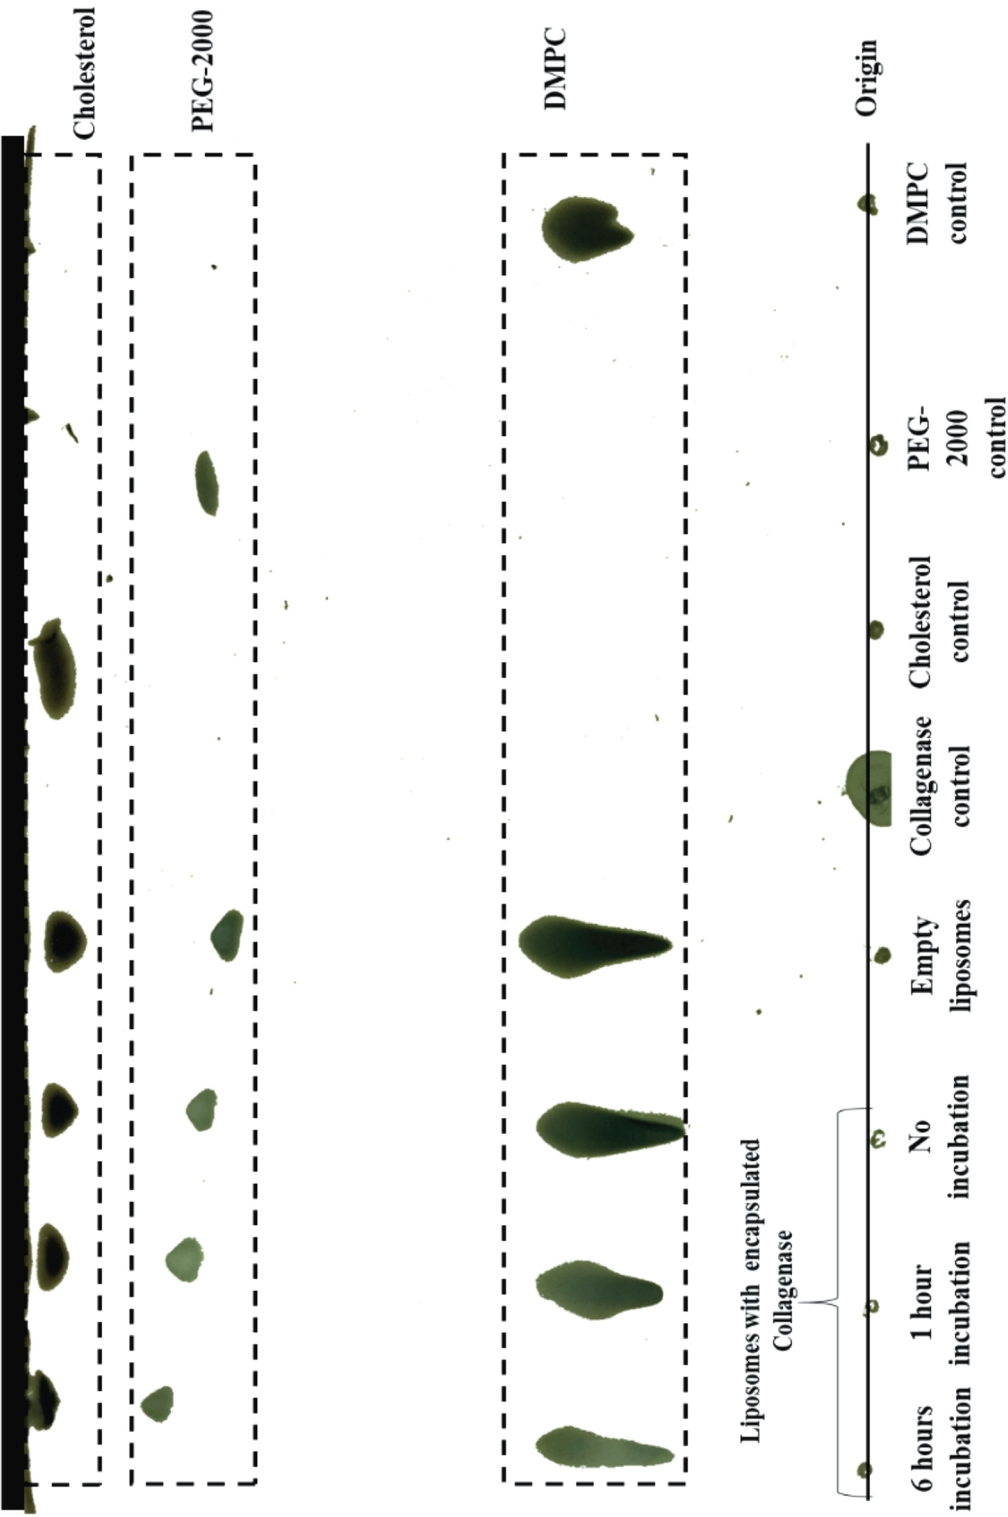 Cholesterol
PEG-2000
DMPC
Origin
Liposomes with encapsulated
Collagenase
6 hours
incubation
1 hour
incubation
No
incubation
Empty
liposomes
Collagenase
control
Cholesterol
control
PEG-
2000
control
DMPC
control